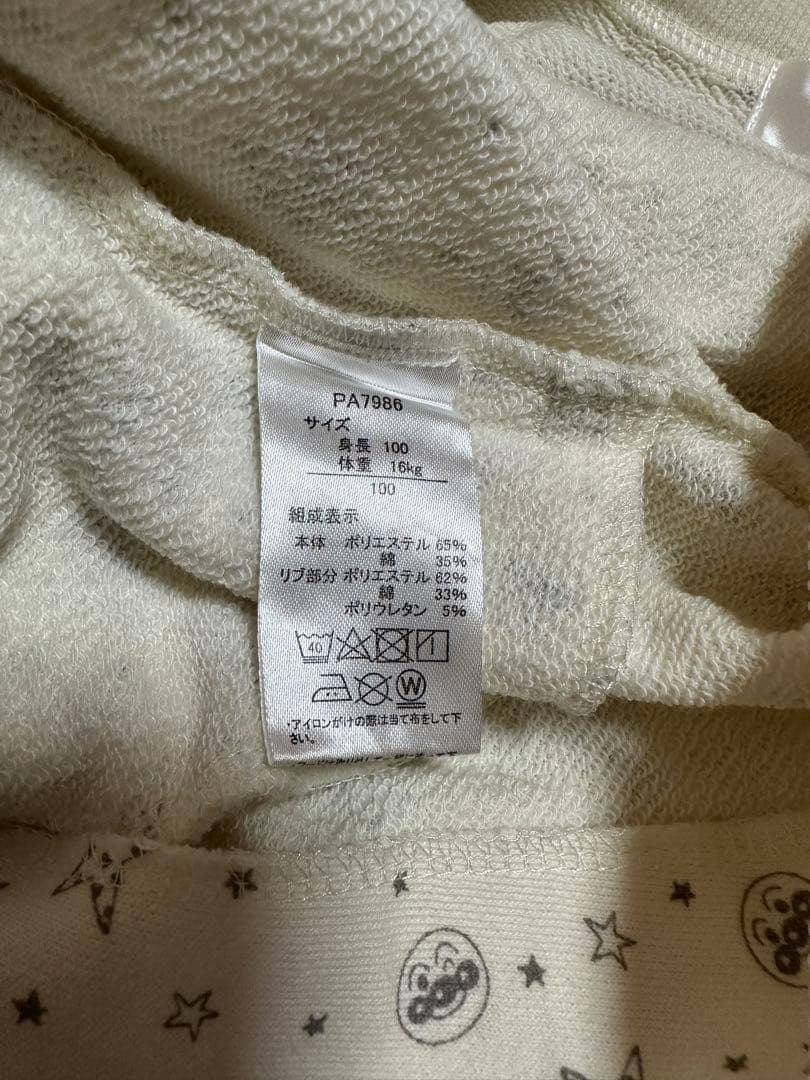 PA7986
サイズ
身長 100
体重 16kg
100
組成表示
本体 ポリエステル 65%
綿 35%
リブ部分 ポリエステル 62%
綿 33%
ポリウレタン 5%
40
W
・アイロンがけの際は当て布をして下
さい。